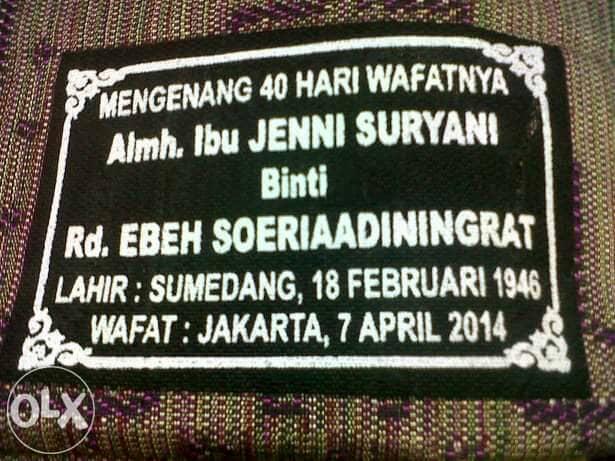 MENGENANG 40 HARI WAFATNYA
Almh. Ibu JENNI SURYANI
Binti
Rd. EBEH SOERIAADININGRAT
LAHIR : SUMEDANG, 18 FEBRUARI 1946
WAFAT : JAKARTA, 7 APRIL 2014
OLX